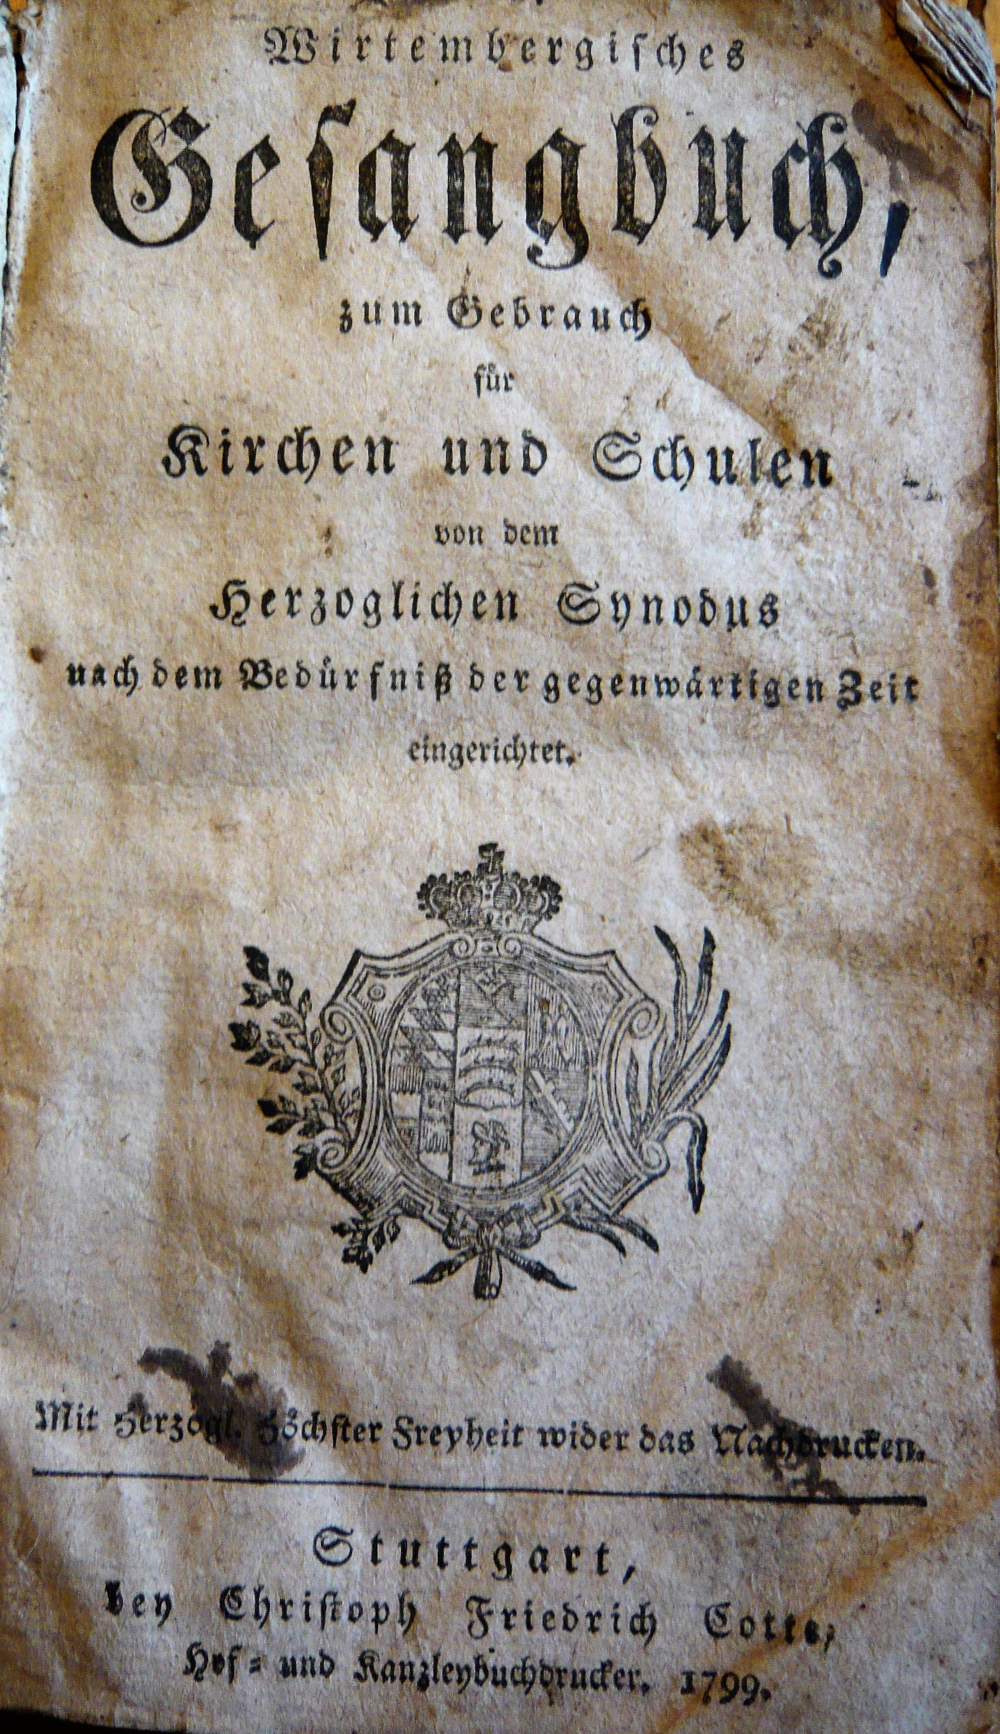 Wirtembergiſches
Geſangbuch,
zum Gebrauch
für
Kirchen und Schulen
von dem
Herzoglichen Synodus
nach dem Bedürfniß der gegenwärtigen Zeit
eingerichtet.
Mit Herzogl. Höchſter Freyheit wider das Nachdrucken.
Stuttgart,
bey Chriſtoph Friedrich Cotta,
Hof- und Kanzleybuchdrucker. 1799.